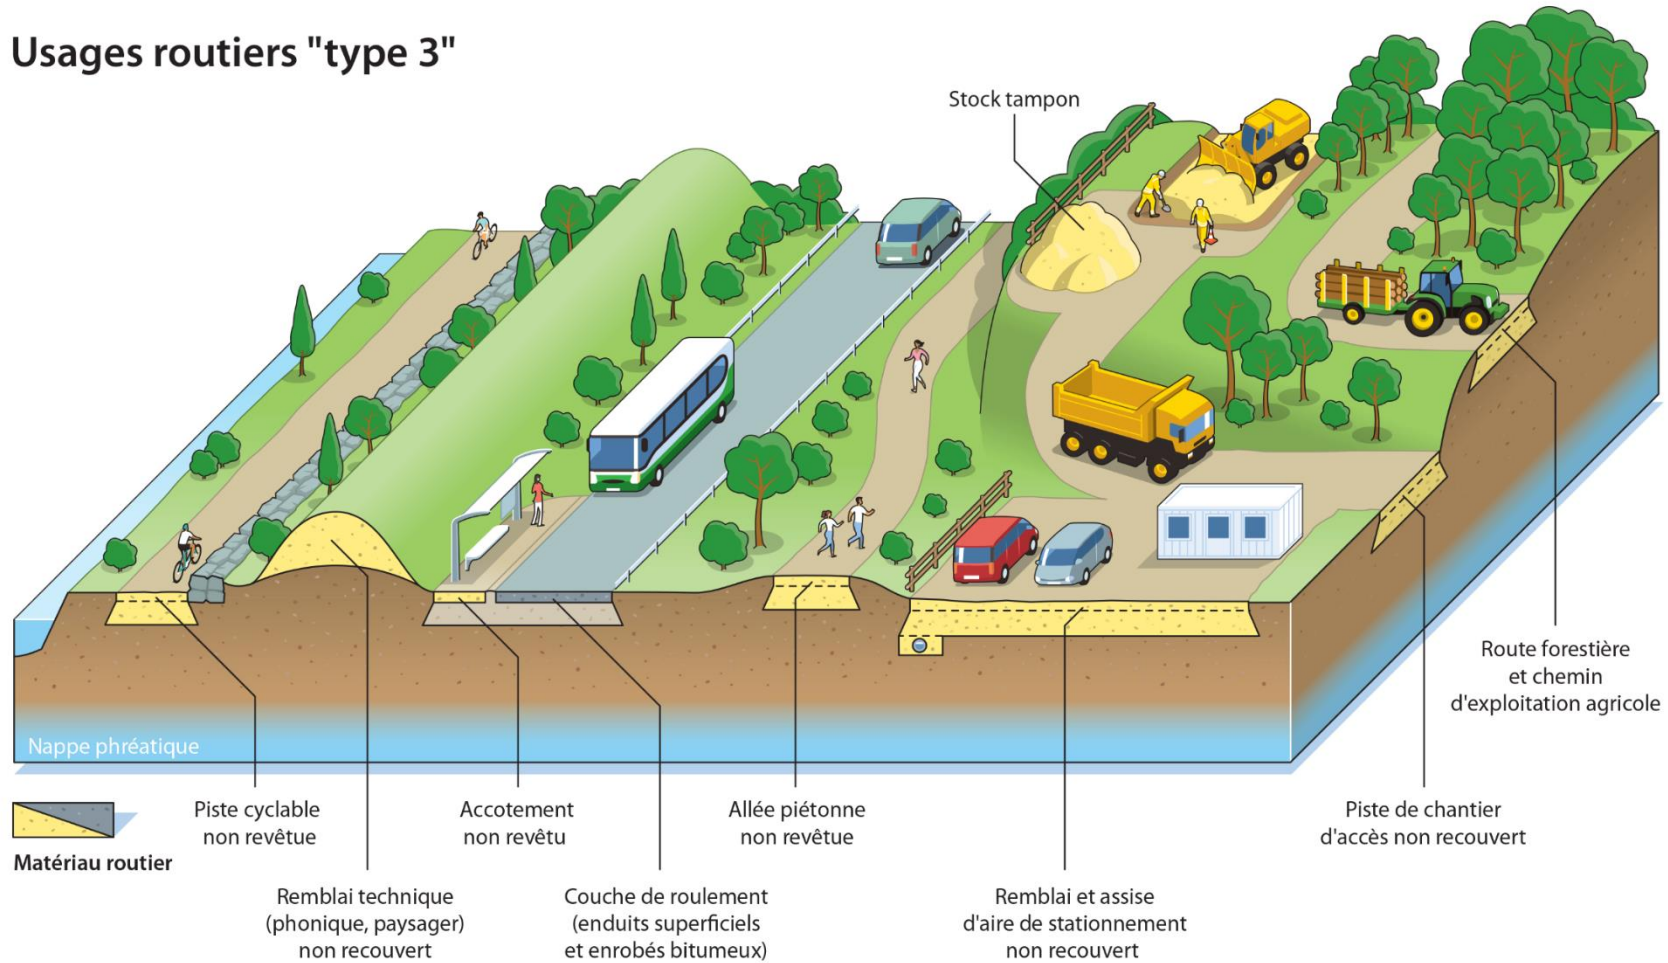 Usages routiers "type 3"
Stock tampon
Route forestière
et chemin
d'exploitation agricole
Nappe phréatique
Matériau routier
Piste cyclable
non revêtue
Accotement
non revêtu
Allée piétonne
non revêtue
Piste de chantier
d'accès non recouvert
Remblai technique
(phonique, paysager)
non recouvert
Couche de roulement
(enduits superficiels
et enrobés bitumeux)
Remblai et assise
d'aire de stationnement
non recouvert